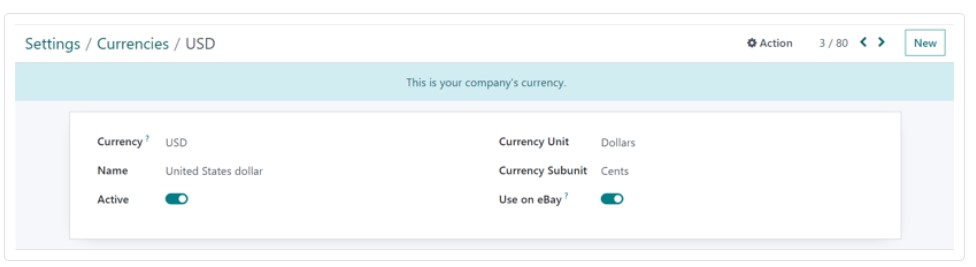 Settings / Currencies / USD
Action 3 / 80 New
This is your company's currency.
Currency ? USD
Name United States dollar
Active
Currency Unit Dollars
Currency Subunit Cents
Use on eBay ?